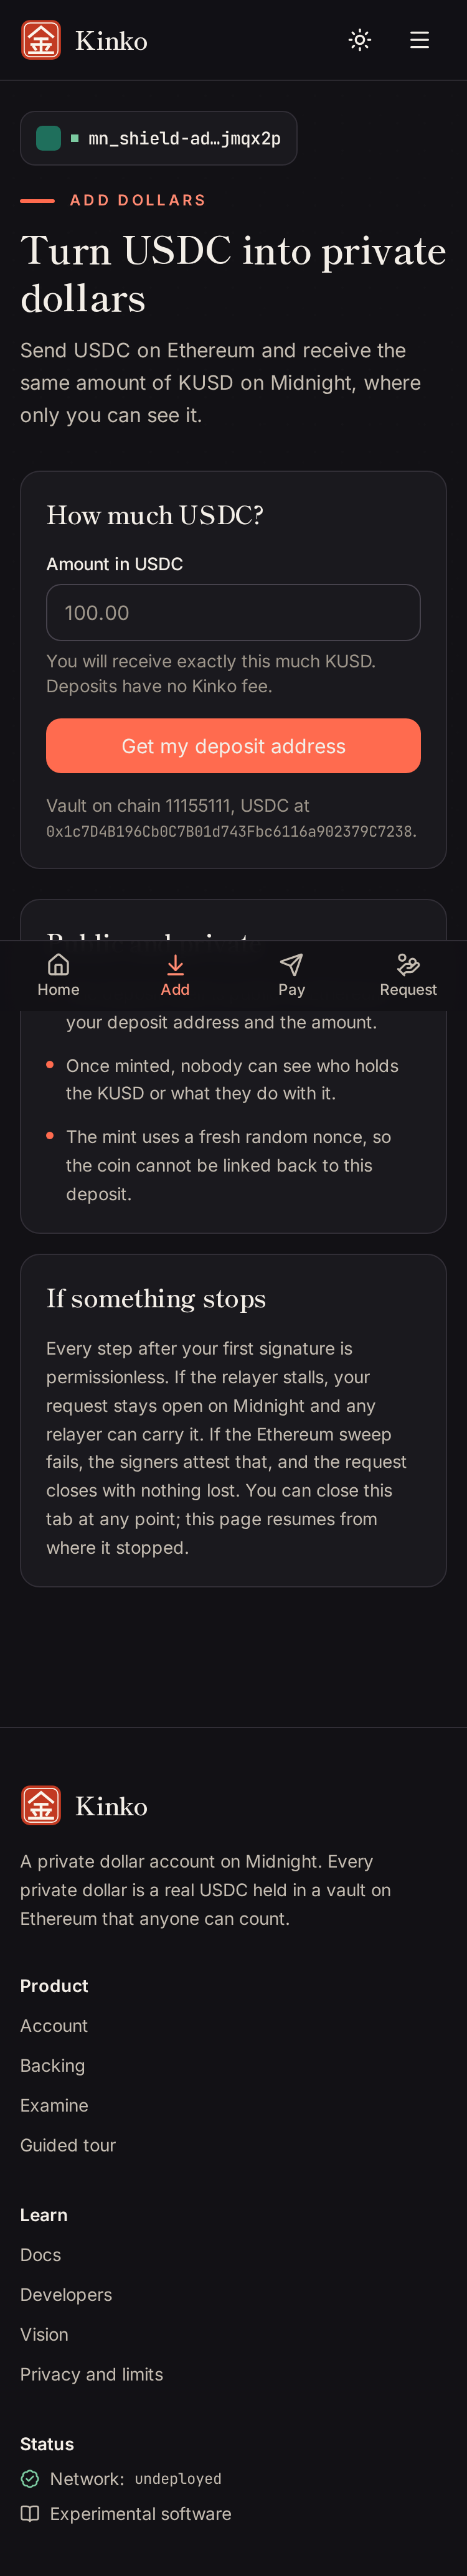 金 Kinko
mn_shield-ad…jmqx2p
ADD DOLLARS
Turn USDC into private
dollars
Send USDC on Ethereum and receive the
same amount of KUSD on Midnight, where
only you can see it.
How much USDC?
Amount in USDC
100.00
You will receive exactly this much KUSD.
Deposits have no Kinko fee.
Get my deposit address
Vault on chain 11155111, USDC at
0x1c7D4B196Cb0C7B01d743Fbc6116a902379C7238.
Home
Add
Pay
Request
your deposit address and the amount.
Once minted, nobody can see who holds
the KUSD or what they do with it.
The mint uses a fresh random nonce, so
the coin cannot be linked back to this
deposit.
If something stops
Every step after your first signature is
permissionless. If the relayer stalls, your
request stays open on Midnight and any
relayer can carry it. If the Ethereum sweep
fails, the signers attest that, and the request
closes with nothing lost. You can close this
tab at any point; this page resumes from
where it stopped.
金 Kinko
A private dollar account on Midnight. Every
private dollar is a real USDC held in a vault on
Ethereum that anyone can count.
Product
Account
Backing
Examine
Guided tour
Learn
Docs
Developers
Vision
Privacy and limits
Status
Network: undeployed
Experimental software